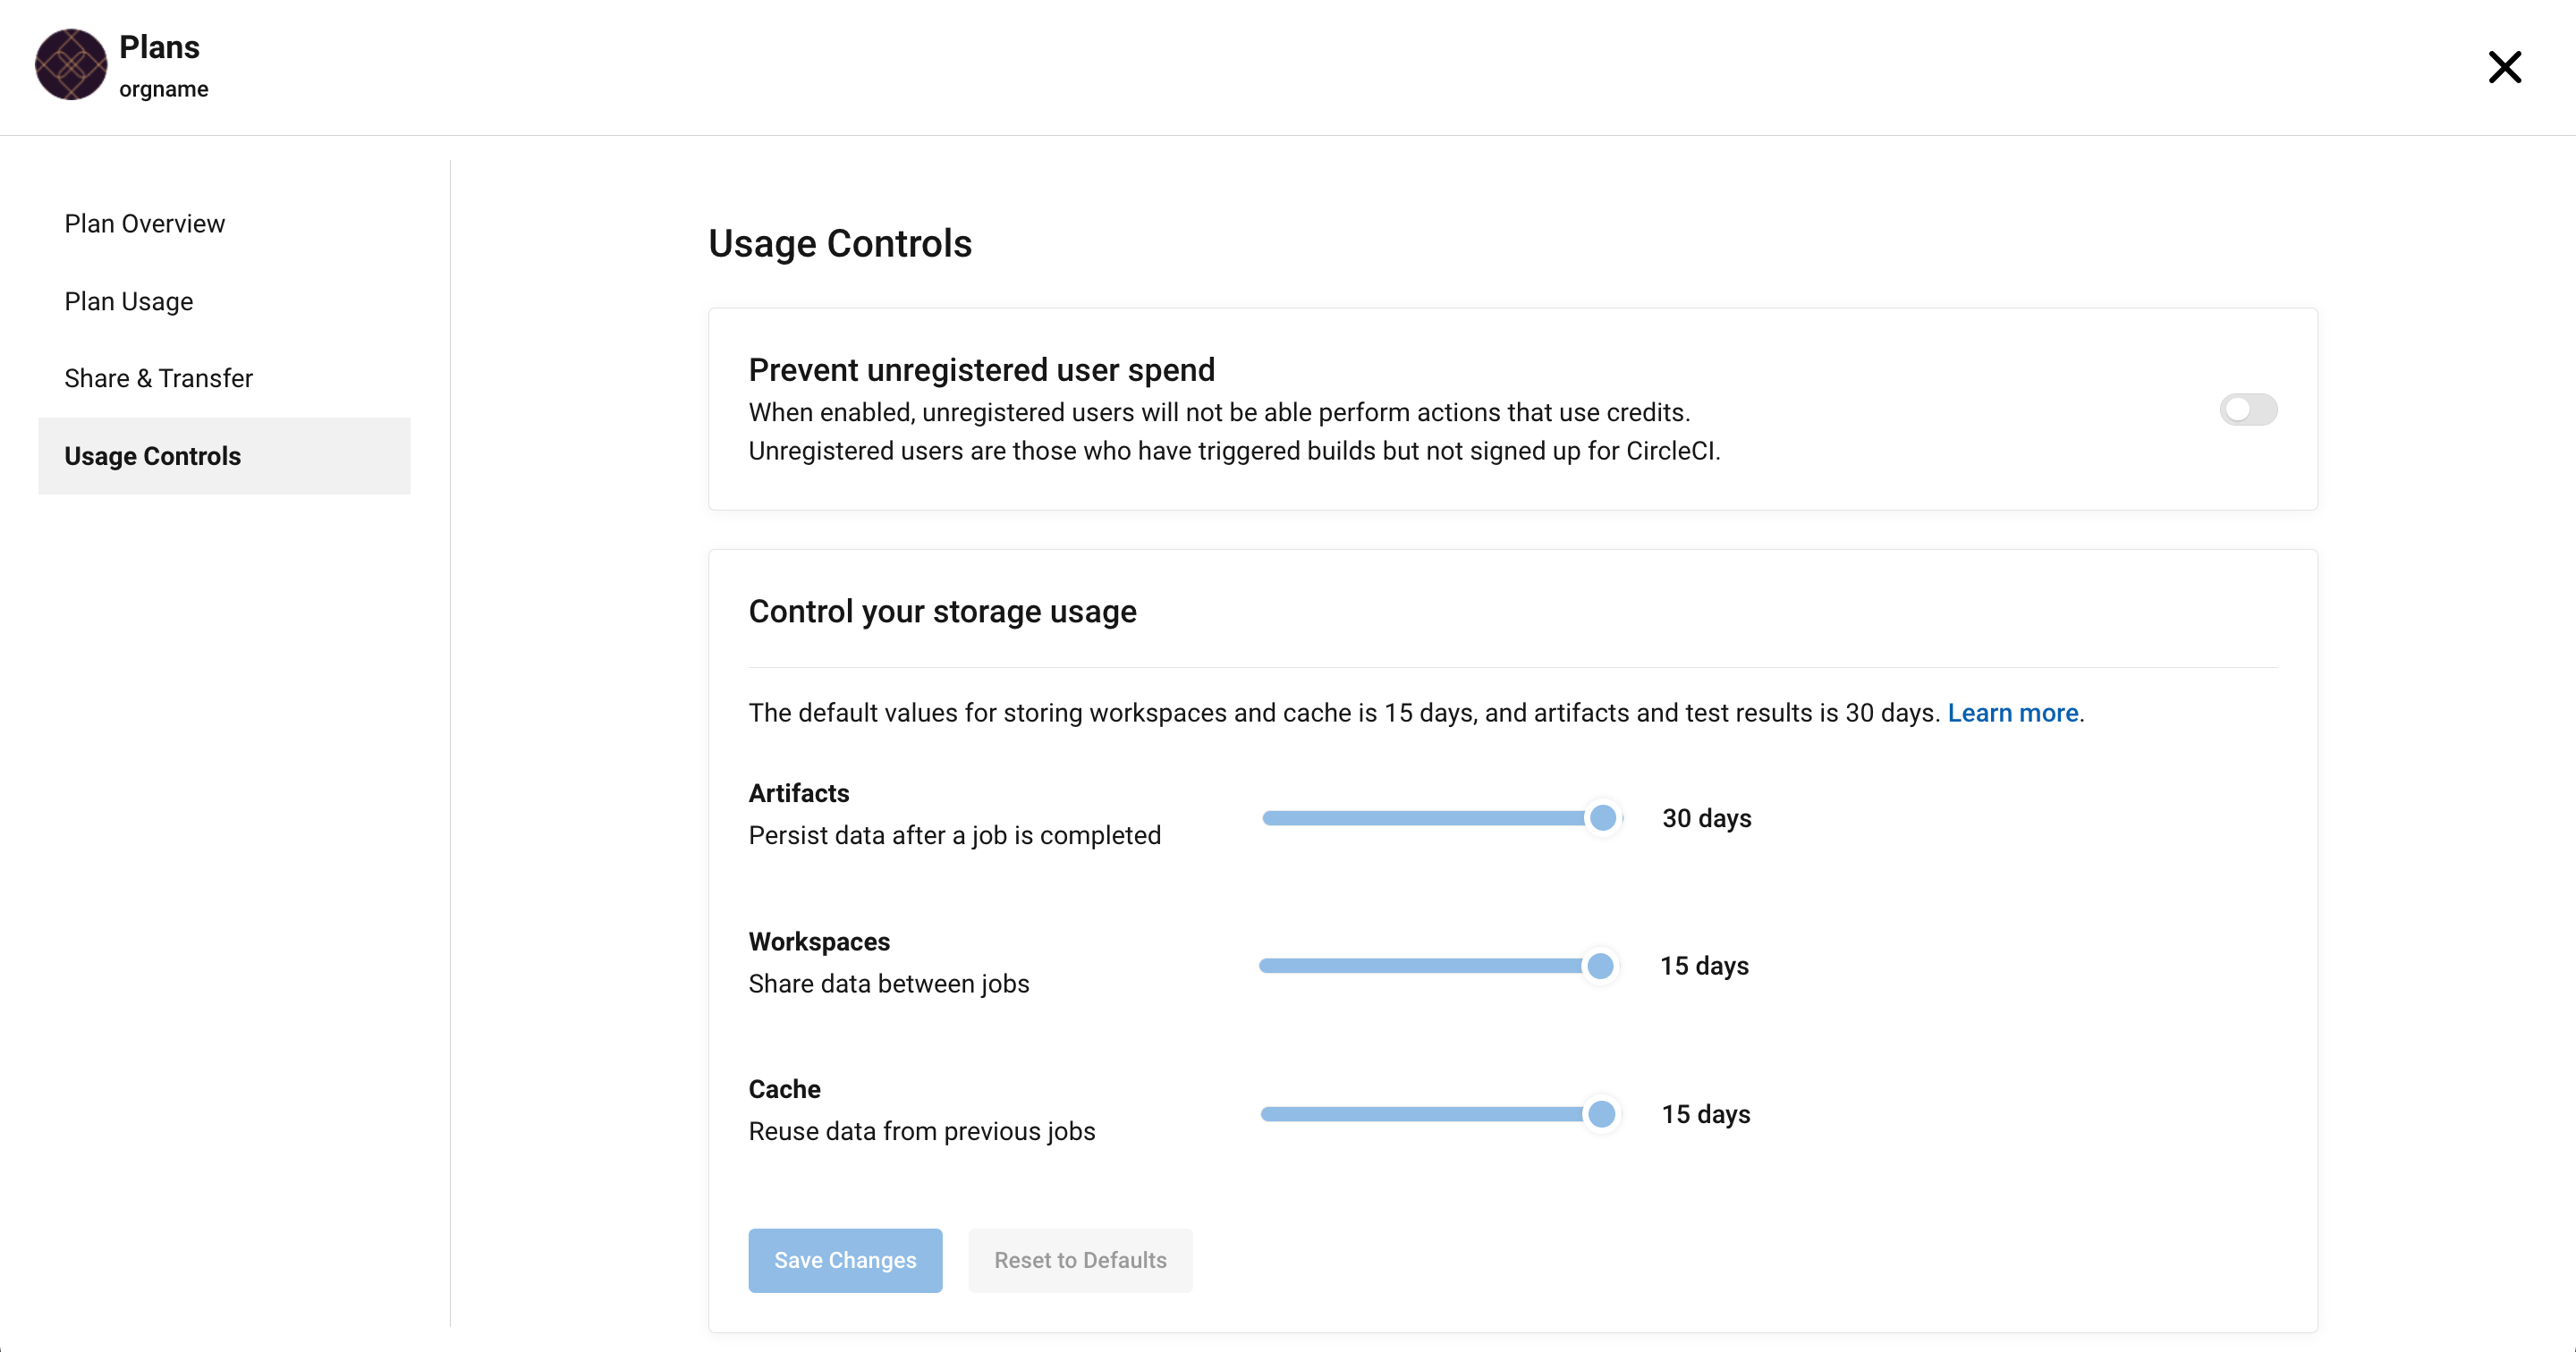 Plans
orgname
Plan Overview
Plan Usage
Share & Transfer
Usage Controls
Usage Controls
Prevent unregistered user spend
When enabled, unregistered users will not be able perform actions that use credits.
Unregistered users are those who have triggered builds but not signed up for CircleCI.
Control your storage usage
The default values for storing workspaces and cache is 15 days, and artifacts and test results is 30 days. Learn more.
Artifacts
Persist data after a job is completed
30 days
Workspaces
Share data between jobs
15 days
Cache
Reuse data from previous jobs
15 days
Save Changes
Reset to Defaults